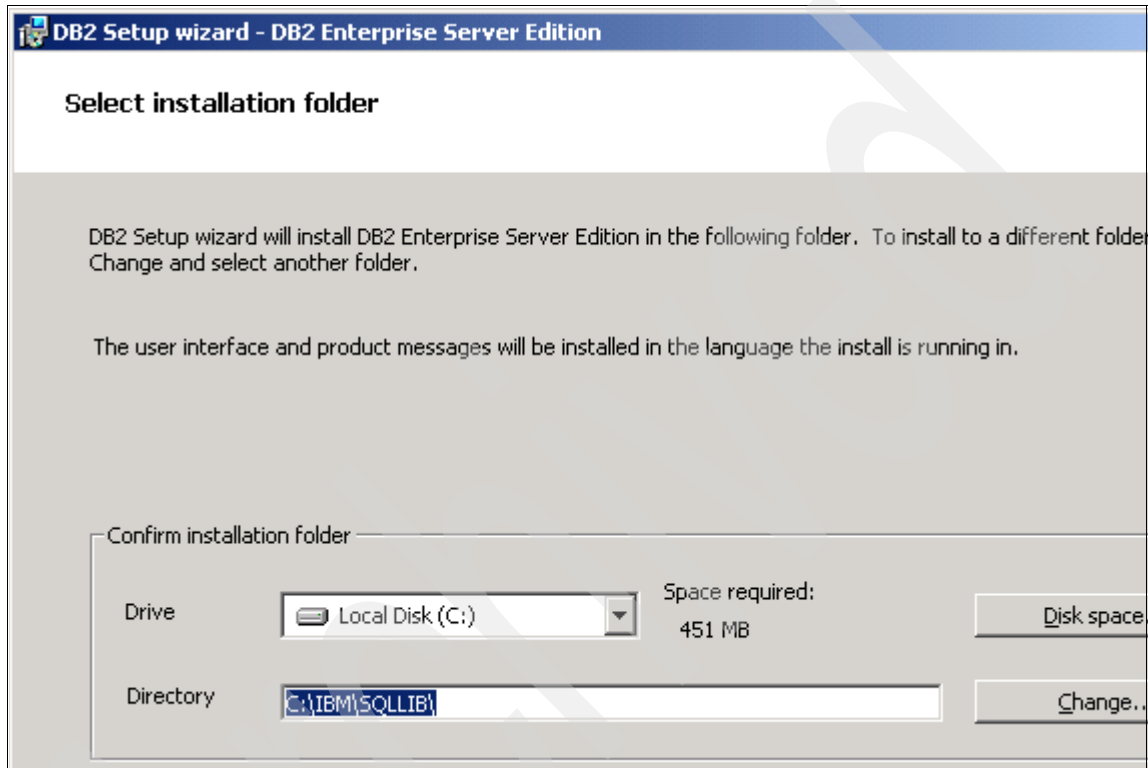 DB2 Setup wizard - DB2 Enterprise Server Edition
Select installation folder
DB2 Setup wizard will install DB2 Enterprise Server Edition in the following folder.  To install to a different folder
Change and select another folder.
The user interface and product messages will be installed in the language the install is running in.
Confirm installation folder
Drive
Local Disk (C:)
Space required:
451 MB
Disk space.
Directory
C:\IBM\SQLLIB\
Change..